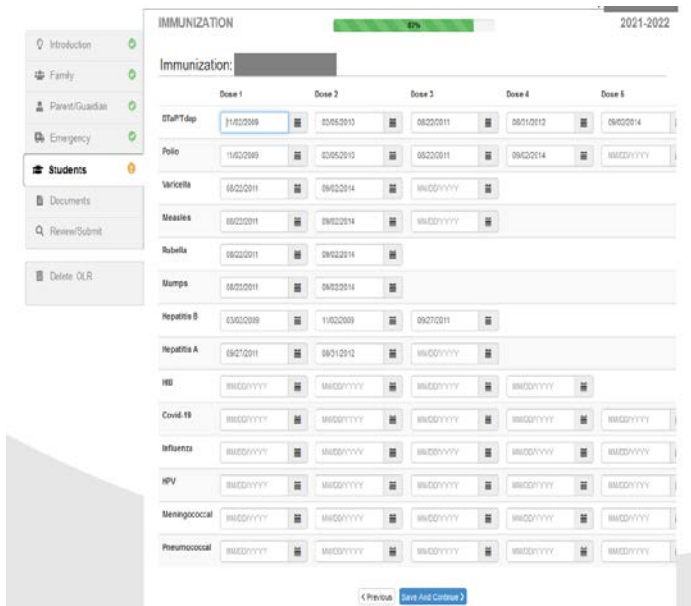 IMMUNIZATION 67% 2021-2022
Introduction
Family
Parent/Guardian
Emergency
Students
Documents
Review/Submit
Delete OLR
Immunization:
Dose 1 Dose 2 Dose 3 Dose 4 Dose 5
DTaP/Tdap 11/02/2009 03/05/2010 08/22/2011 08/31/2012 09/02/2014
Polio 11/02/2009 03/05/2010 08/22/2011 09/02/2014 MM/DD/YYYY
Varicella 08/22/2011 09/02/2014 MM/DD/YYYY
Measles 08/22/2011 09/02/2014 MM/DD/YYYY
Rubella 08/22/2011 09/02/2014
Mumps 08/22/2011 09/02/2014
Hepatitis B 03/02/2009 11/02/2009 09/27/2011
Hepatitis A 09/27/2011 08/31/2012 MM/DD/YYYY
HIB MM/DD/YYYY MM/DD/YYYY MM/DD/YYYY MM/DD/YYYY
Covid-19 MM/DD/YYYY MM/DD/YYYY MM/DD/YYYY MM/DD/YYYY MM/DD/YYYY
Influenza MM/DD/YYYY MM/DD/YYYY MM/DD/YYYY MM/DD/YYYY MM/DD/YYYY
HPV MM/DD/YYYY MM/DD/YYYY MM/DD/YYYY MM/DD/YYYY MM/DD/YYYY
Meningococcal MM/DD/YYYY MM/DD/YYYY MM/DD/YYYY MM/DD/YYYY MM/DD/YYYY
Pneumococcal MM/DD/YYYY MM/DD/YYYY MM/DD/YYYY MM/DD/YYYY MM/DD/YYYY
Previous Save And Continue